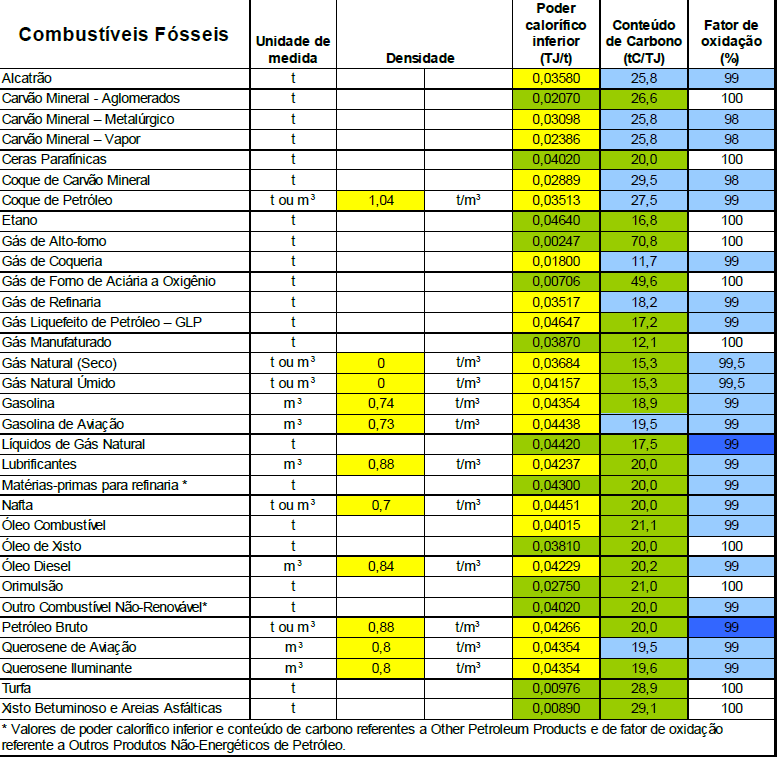 Combustíveis Fósseis Unidade de medida Densidade Poder calorífico inferior (TJ/t) Conteúdo de Carbono (tC/TJ) Fator de oxidação (%)
Alcatrão t 0,03580 25,8 99
Carvão Mineral - Aglomerados t 0,02070 26,6 100
Carvão Mineral – Metalúrgico t 0,03098 25,8 98
Carvão Mineral – Vapor t 0,02386 25,8 98
Ceras Parafínicas t 0,04020 20,0 100
Coque de Carvão Mineral t 0,02889 29,5 98
Coque de Petróleo t ou m³ 1,04 t/m³ 0,03513 27,5 99
Etano t 0,04640 16,8 100
Gás de Alto-forno t 0,00247 70,8 100
Gás de Coqueria t 0,01800 11,7 99
Gás de Forno de Aciária a Oxigênio t 0,00706 49,6 100
Gás de Refinaria t 0,03517 18,2 99
Gás Liquefeito de Petróleo – GLP t 0,04647 17,2 99
Gás Manufaturado t 0,03870 12,1 100
Gás Natural (Seco) t ou m³ 0 t/m³ 0,03684 15,3 99,5
Gás Natural Úmido t ou m³ 0 t/m³ 0,04157 15,3 99,5
Gasolina m³ 0,74 t/m³ 0,04354 18,9 99
Gasolina de Aviação m³ 0,73 t/m³ 0,04438 19,5 99
Líquidos de Gás Natural t 0,04420 17,5 99
Lubrificantes m³ 0,88 t/m³ 0,04237 20,0 99
Matérias-primas para refinaria * t 0,04300 20,0 99
Nafta t ou m³ 0,7 t/m³ 0,04451 20,0 99
Óleo Combustível t 0,04015 21,1 99
Óleo de Xisto t 0,03810 20,0 100
Óleo Diesel m³ 0,84 t/m³ 0,04229 20,2 99
Orimulsão t 0,02750 21,0 100
Outro Combustível Não-Renovável* t 0,04020 20,0 99
Petróleo Bruto t ou m³ 0,88 t/m³ 0,04266 20,0 99
Querosene de Aviação m³ 0,8 t/m³ 0,04354 19,5 99
Querosene Iluminante m³ 0,8 t/m³ 0,04354 19,6 99
Turfa t 0,00976 28,9 100
Xisto Betuminoso e Areias Asfálticas t 0,00890 29,1 100
* Valores de poder calorífico inferior e conteúdo de carbono referentes a Other Petroleum Products e de fator de oxidação
referente a Outros Produtos Não-Energéticos de Petróleo.